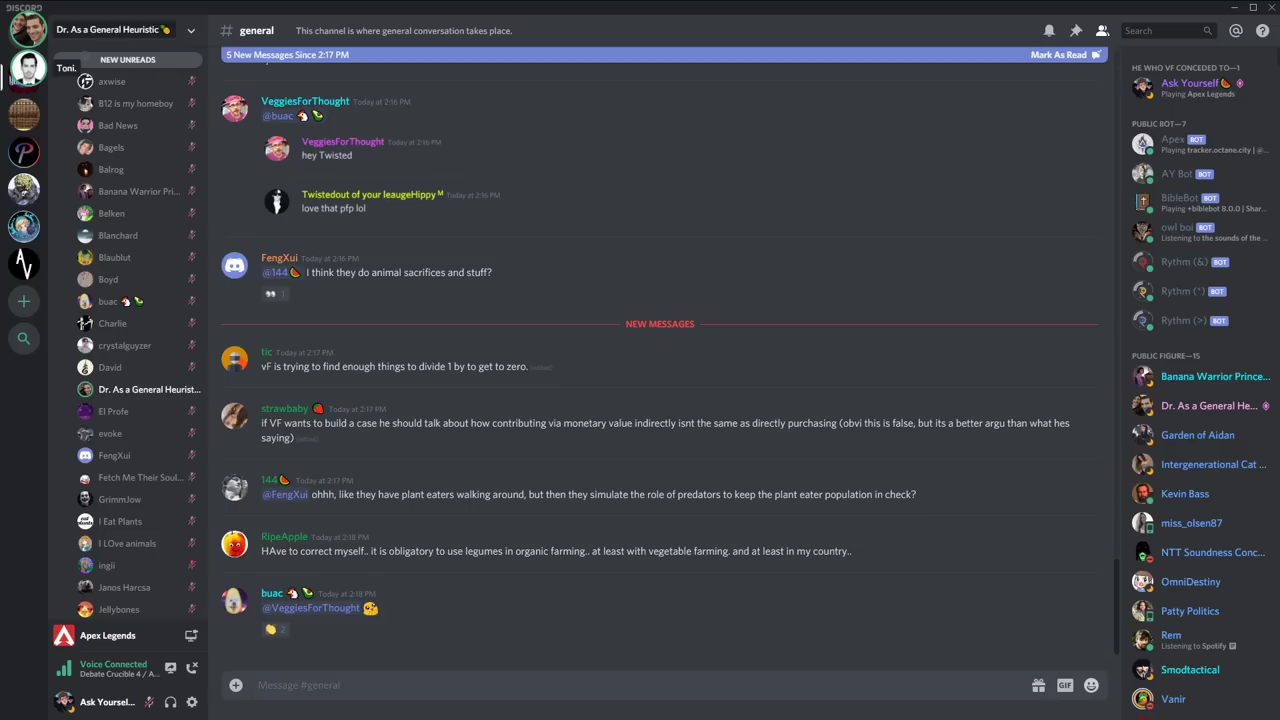 DISCORD
Dr. As a General Heuristic
# general
This channel is where general conversation takes place.
Search
Toni.
NEW UNREADS
axwise
B12 is my homeboy
Bad News
Bagels
Balrog
Banana Warrior Pri...
Belken
Blanchard
Blaublut
Boyd
buac
Charlie
crystalguyzer
David
Dr. As a General Heurist...
El Profe
evoke
FengXui
Fetch Me Their Soul...
GrimmJow
I Eat Plants
I LOve animals
ingii
Janos Harcsa
Jellybones
Apex Legends
Voice Connected
Debate Crucible 4 / A...
Ask Yoursel...
5 New Messages Since 2:17 PM
Mark As Read
VeggiesForThought Today at 2:16 PM
@buac
VeggiesForThought Today at 2:16 PM
hey Twisted
Twistedout of your leaugeHippy M Today at 2:16 PM
love that pfp lol
FengXui Today at 2:16 PM
@144 I think they do animal sacrifices and stuff?
1
NEW MESSAGES
tic Today at 2:17 PM
vF is trying to find enough things to divide 1 by to get to zero. (edited)
strawbaby Today at 2:17 PM
if VF wants to build a case he should talk about how contributing via monetary value indirectly isnt the same as directly purchasing (obvi this is false, but its a better argu than what hes
saying) (edited)
144 Today at 2:17 PM
@FengXui ohhh, like they have plant eaters walking around, but then they simulate the role of predators to keep the plant eater population in check?
RipeApple Today at 2:18 PM
HAve to correct myself.. it is obligatory to use legumes in organic farming.. at least with vegetable farming. and at least in my country..
buac Today at 2:18 PM
@VeggiesForThought
2
Message #general
GIF
HE WHO VF CONCEDED TO—1
Ask Yourself
Playing Apex Legends
PUBLIC BOT—7
Apex BOT
Playing tracker.octane.city | @...
AY Bot BOT
BibleBot BOT
Playing +biblebot 8.0.0 | Shar...
owl boi BOT
Listening to the sounds of the...
Rythm (&) BOT
Rythm (*) BOT
Rythm (>) BOT
PUBLIC FIGURE—15
Banana Warrior Prince...
Dr. As a General He...
Garden of Aidan
Intergenerational Cat ...
Kevin Bass
miss_olsen87
NTT Soundness Conc...
OmniDestiny
Patty Politics
Rem
Listening to Spotify
Smodtactical
Vanir